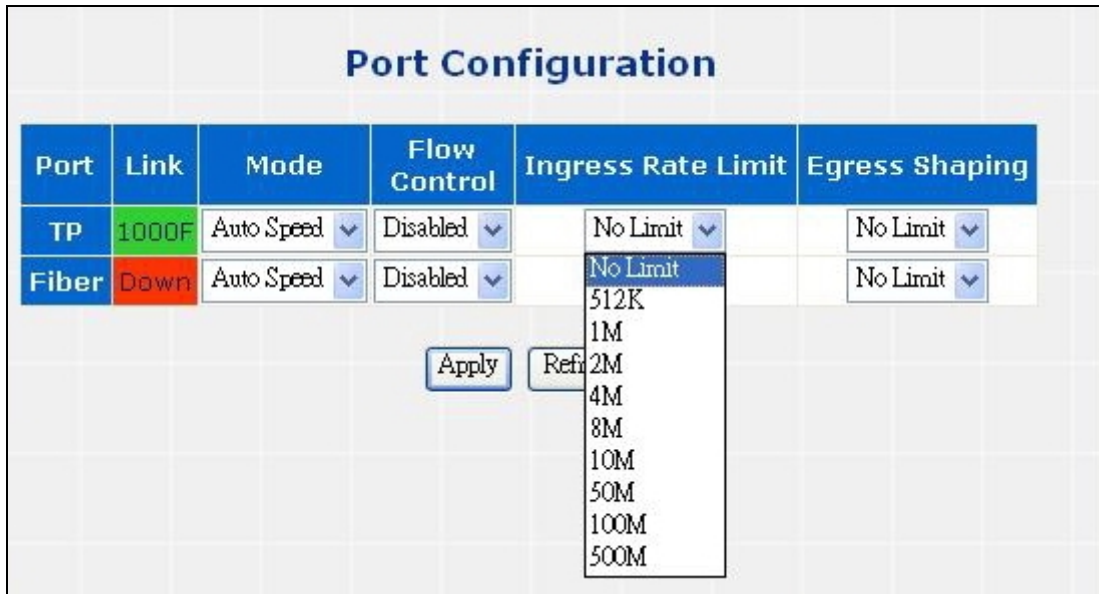 Port Configuration
Port Link Mode Flow Control Ingress Rate Limit Egress Shaping
TP 1000F Auto Speed Disabled No Limit No Limit
Fiber Down Auto Speed Disabled No Limit
No Limit
512K
1M
2M
4M
8M
10M
50M
100M
500M
Apply